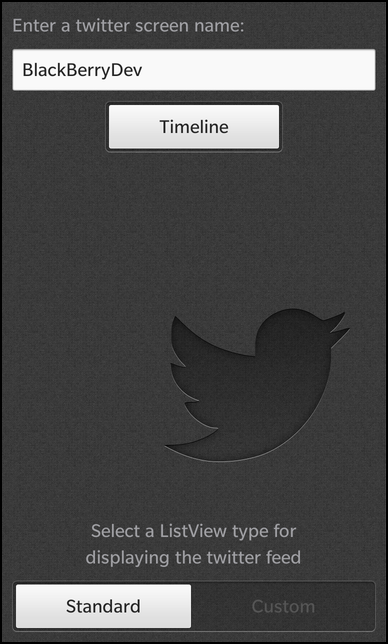 Enter a twitter screen name:
BlackBerryDev
Timeline
Select a ListView type for
displaying the twitter feed
Standard
Custom